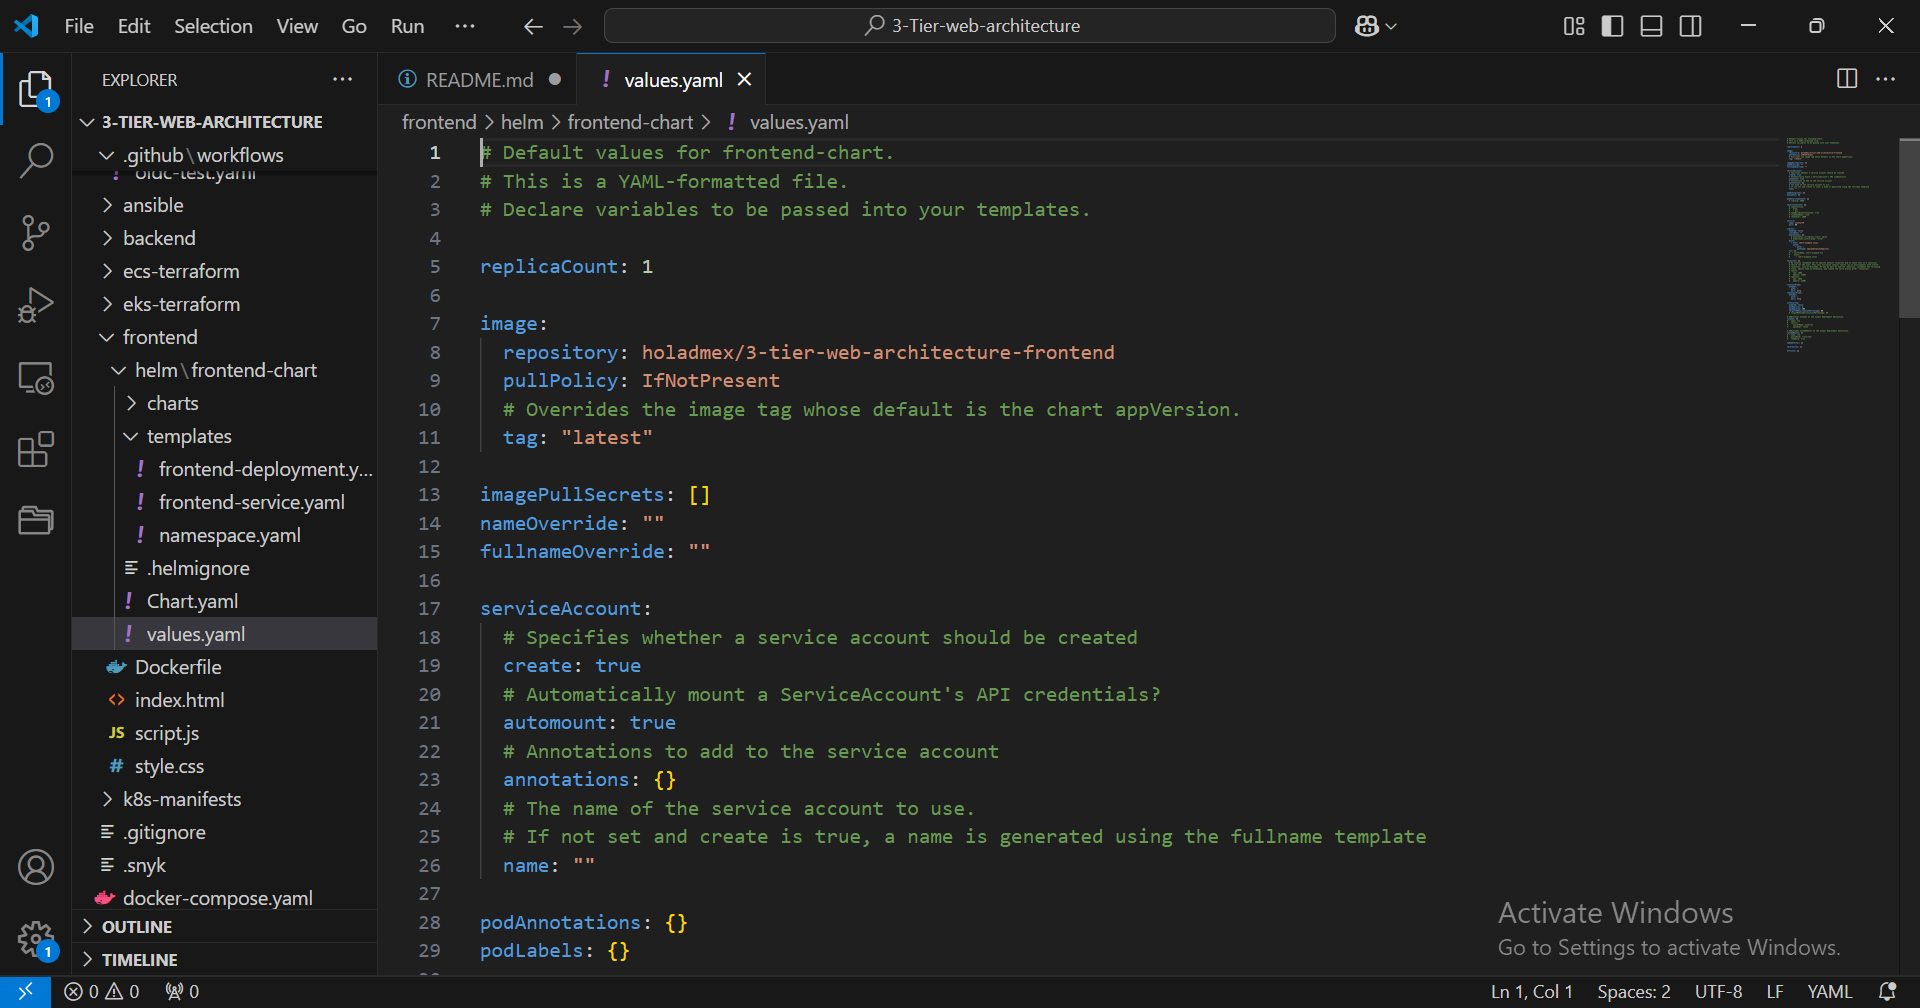 File Edit Selection View Go Run ···
3-Tier-web-architecture
EXPLORER
1
3-TIER-WEB-ARCHITECTURE
.github\workflows
oidc-test.yaml
ansible
backend
ecs-terraform
eks-terraform
frontend
helm\frontend-chart
charts
templates
! frontend-deployment.y...
! frontend-service.yaml
! namespace.yaml
.helmignore
! Chart.yaml
! values.yaml
Dockerfile
<> index.html
JS script.js
# style.css
k8s-manifests
.gitignore
.snyk
docker-compose.yaml
OUTLINE
TIMELINE
1
README.md
! values.yaml
frontend > helm > frontend-chart > ! values.yaml
1 # Default values for frontend-chart.
2 # This is a YAML-formatted file.
3 # Declare variables to be passed into your templates.
4
5 replicaCount: 1
6
7 image:
8 repository: holadmex/3-tier-web-architecture-frontend
9 pullPolicy: IfNotPresent
10 # Overrides the image tag whose default is the chart appVersion.
11 tag: "latest"
12
13 imagePullSecrets: []
14 nameOverride: ""
15 fullnameOverride: ""
16
17 serviceAccount:
18 # Specifies whether a service account should be created
19 create: true
20 # Automatically mount a ServiceAccount's API credentials?
21 automount: true
22 # Annotations to add to the service account
23 annotations: {}
24 # The name of the service account to use.
25 # If not set and create is true, a name is generated using the fullname template
26 name: ""
27
28 podAnnotations: {}
29 podLabels: {}
Activate Windows
Go to Settings to activate Windows.
0 0 0
Ln 1, Col 1 Spaces: 2 UTF-8 LF YAML